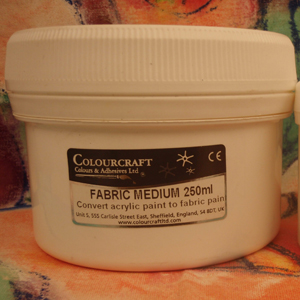 COLOURCRAFT
Colours & Adhesives Ltd
CE
FABRIC MEDIUM 250ml
Convert acrylic paint to fabric pain
Unit 5, 555 Carlisle Street East, Sheffield, England, S4 8DT, UK
www.colourcraftltd.com